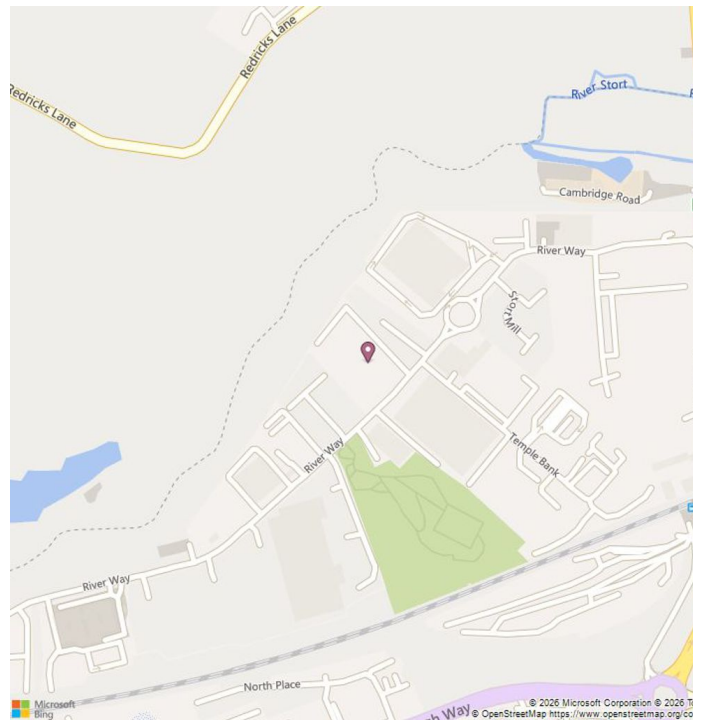 Redricks Lane
Redricks Lane
River Stort
Cambridge Road
River Way
Stort Mill
River Way
Temple Bank
River Way
North Place
Way
Microsoft
Bing
© 2026 Microsoft Corporation © 2026 T
© OpenStreetMap https://www.openstreetmap.org/co